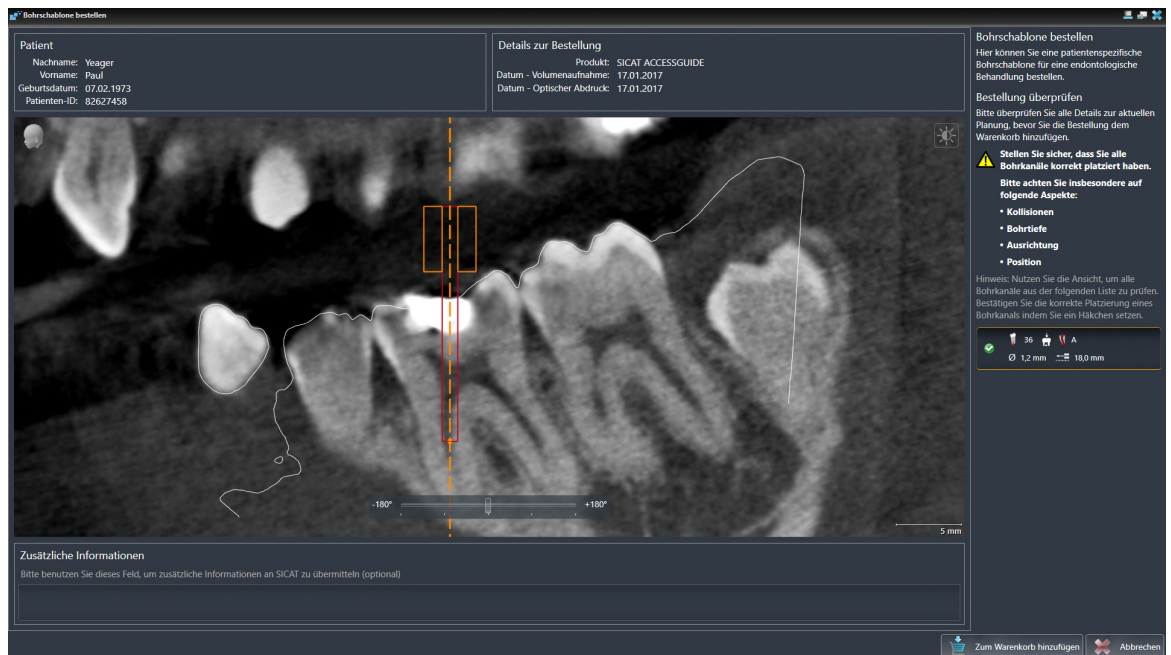 Bohrschablone bestellen
Patient
Nachname: Yeager
Vorname: Paul
Geburtsdatum: 07.02.1973
Patienten-ID: 82627458
Details zur Bestellung
Produkt: SICAT ACCESSGUIDE
Datum - Volumenaufnahme: 17.01.2017
Datum - Optischer Abdruck: 17.01.2017
-180°
+180°
5 mm
Zusätzliche Informationen
Bitte benutzen Sie dieses Feld, um zusätzliche Informationen an SICAT zu übermitteln (optional)
Bohrschablone bestellen
Hier können Sie eine patientenspezifische
Bohrschablone für eine endontologische
Behandlung bestellen.
Bestellung überprüfen
Bitte überprüfen Sie alle Details zur aktuellen
Planung, bevor Sie die Bestellung dem
Warenkorb hinzufügen.
Stellen Sie sicher, dass Sie alle
Bohrkanäle korrekt platziert haben.
Bitte achten Sie insbesondere auf
folgende Aspekte:
• Kollisionen
• Bohrtiefe
• Ausrichtung
• Position
Hinweis: Nutzen Sie die Ansicht, um alle
Bohrkanäle aus der folgenden Liste zu prüfen.
Bestätigen Sie die korrekte Platzierung eines
Bohrkanals indem Sie ein Häkchen setzen.
36 A
Ø 1,2 mm 18,0 mm
Zum Warenkorb hinzufügen
Abbrechen